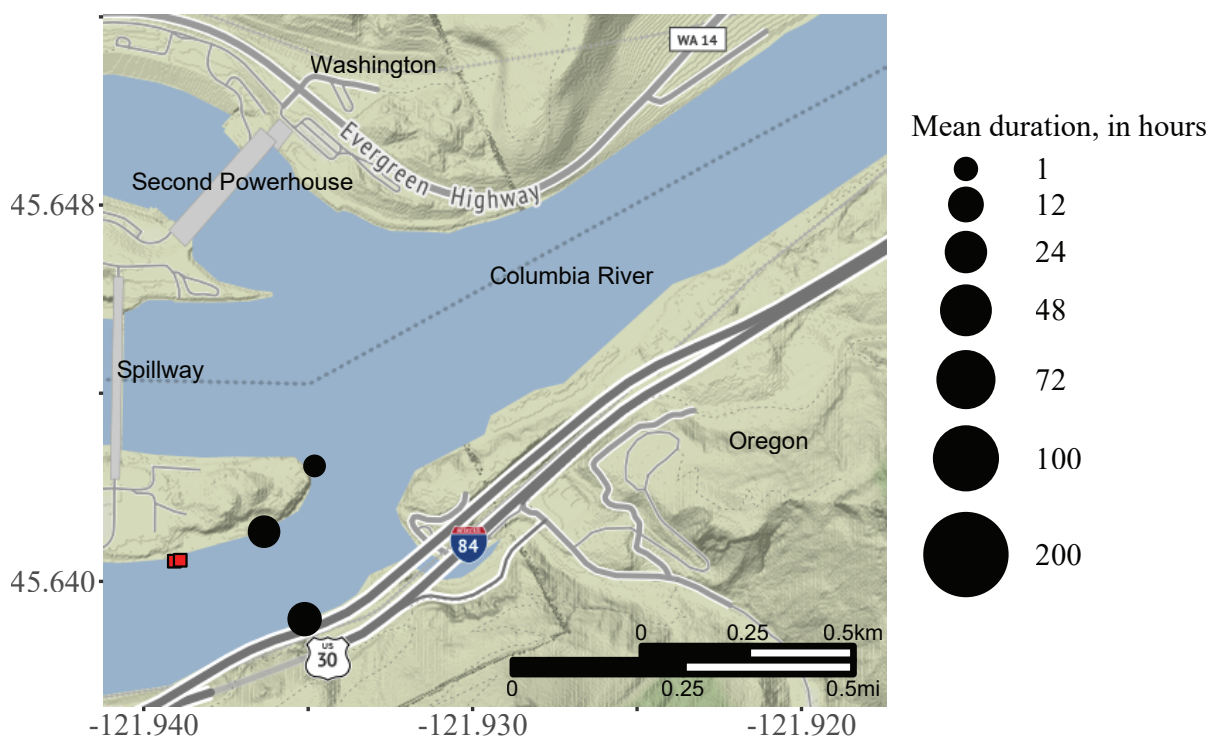 WA 14
Washington
Evergreen Highway
Second Powerhouse
Columbia River
Spillway
Oregon
84
US
30
0 0.25 0.5km
0 0.25 0.5mi
45.648
45.640
-121.940 -121.930 -121.920
Mean duration, in hours
1
12
24
48
72
100
200